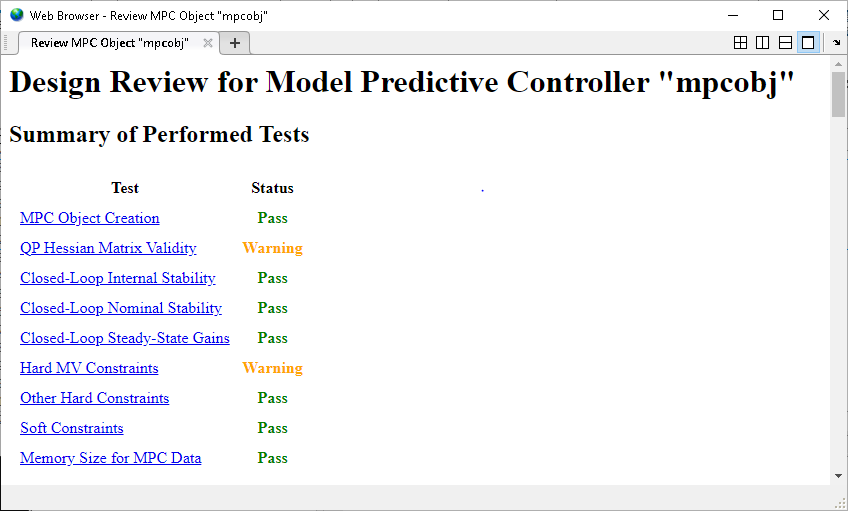 Web Browser - Review MPC Object "mpcobj"
Review MPC Object "mpcobj"
Design Review for Model Predictive Controller "mpcobj"
Summary of Performed Tests
Test Status
MPC Object Creation Pass
QP Hessian Matrix Validity Warning
Closed-Loop Internal Stability Pass
Closed-Loop Nominal Stability Pass
Closed-Loop Steady-State Gains Pass
Hard MV Constraints Warning
Other Hard Constraints Pass
Soft Constraints Pass
Memory Size for MPC Data Pass